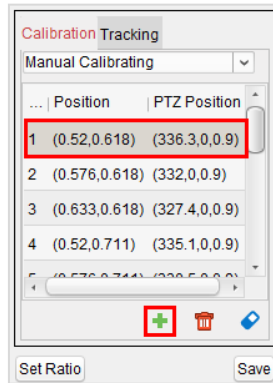 Calibration Tracking
Manual Calibrating
... Position PTZ Position
1 (0.52,0.618) (336.3,0,0.9)
2 (0.576,0.618) (332,0,0.9)
3 (0.633,0.618) (327.4,0,0.9)
4 (0.52,0.711) (335.1,0,0.9)
Set Ratio Save